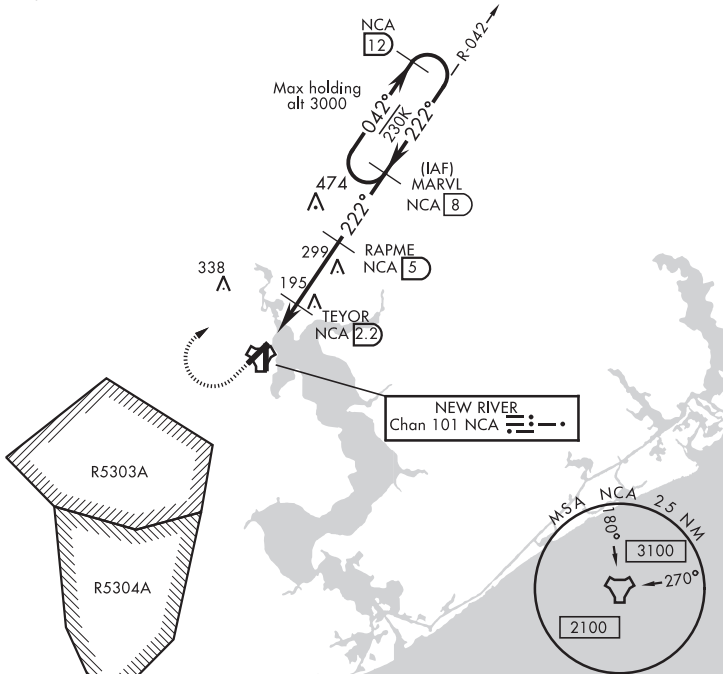 NCA
12
R-042
Max holding
alt 3000
042°
230K
222°
(IAF)
MARVL
NCA 8
474
222°
299
RAPME
NCA 5
338
195
TEYOR
NCA 2.2
NEW RIVER
Chan 101 NCA
R5303A
R5304A
MSA NCA 25 NM
180°
3100
270°
2100